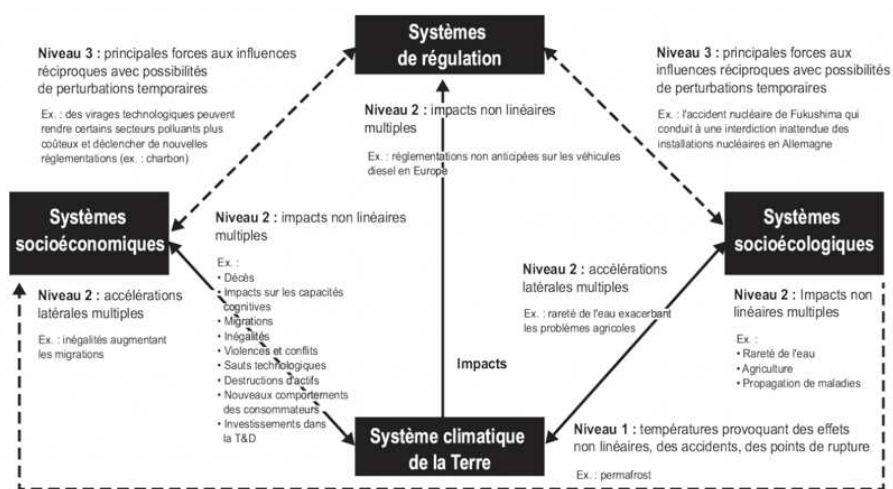 Systèmes
de régulation
Niveau 3 : principales forces aux influences
réciproques avec possibilités
de perturbations temporaires
Ex. : des virages technologiques peuvent
rendre certains secteurs polluants plus
coûteux et déclencher de nouvelles
réglementations (ex. : charbon)
Niveau 2 : impacts non linéaires
multiples
Ex. : réglementations non anticipées sur les véhicules
diesel en Europe
Niveau 3 : principales forces aux
influences réciproques avec possibilités
de perturbations temporaires
Ex. : l'accident nucléaire de Fukushima qui
conduit à une interdiction inattendue des
installations nucléaires en Allemagne
Systèmes
socioéconomiques
Niveau 2 : impacts non linéaires
multiples
Ex. :
• Décès
• Impacts sur les capacités
cognitives
• Migrations
• Inégalités
• Violences et conflits
• Sauts technologiques
• Destructions d'actifs
• Nouveaux comportements
des consommateurs
• Investissements dans
la T&D
Systèmes
socioécologiques
Niveau 2 : accélérations
latérales multiples
Ex. : inégalités augmentant
les migrations
Niveau 2 : accélérations
latérales multiples
Ex. : rareté de l'eau exacerbant
les problèmes agricoles
Niveau 2 : Impacts non
linéaires multiples
Ex. :
• Rareté de l'eau
• Agriculture
• Propagation de maladies
Impacts
Système climatique
de la Terre
Niveau 1 : températures provoquant des effets
non linéaires, des accidents, des points de rupture
Ex. : permafrost